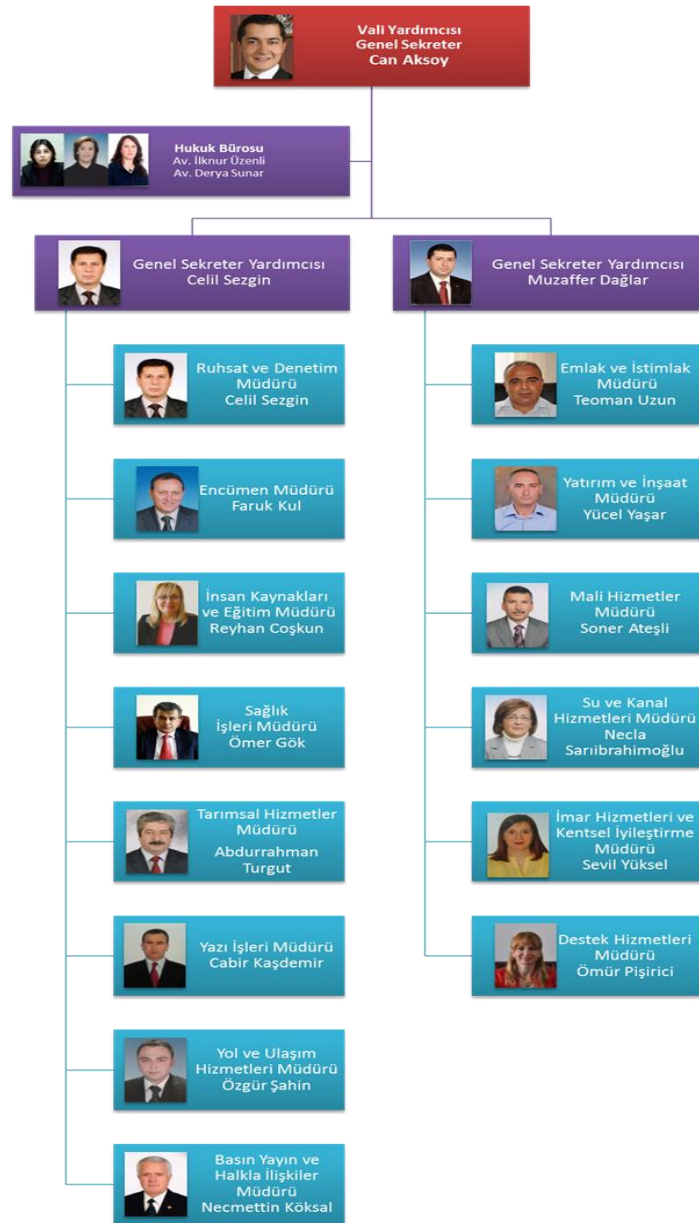 Vali Yardımcısı
Genel Sekreter
Can Aksoy
Hukuk Bürosu
Av. İlknur Üzenli
Av. Derya Sunar
Genel Sekreter Yardımcısı
Celil Sezgin
Genel Sekreter Yardımcısı
Muzaffer Dağlar
Ruhsat ve Denetim
Müdürü
Celil Sezgin
Encümen Müdürü
Faruk Kul
İnsan Kaynakları
ve Eğitim Müdürü
Reyhan Coşkun
Sağlık
İşleri Müdürü
Ömer Gök
Tarımsal Hizmetler
Müdürü
Abdurrahman
Turgut
Yazı İşleri Müdürü
Cabir Kaşdemir
Yol ve Ulaşım
Hizmetleri Müdürü
Özgür Şahin
Basın Yayın ve
Halkla İlişkiler
Müdürü
Necmettin Köksal
Emlak ve İstimlak
Müdürü
Teoman Uzun
Yatırım ve İnşaat
Müdürü
Yücel Yaşar
Mali Hizmetler
Müdürü
Soner Ateşli
Su ve Kanal
Hizmetleri Müdürü
Necla
Sarıibrahimoğlu
İmar Hizmetleri ve
Kentsel İyileştirme
Müdürü
Sevil Yüksel
Destek Hizmetleri
Müdürü
Ömür Pişirici